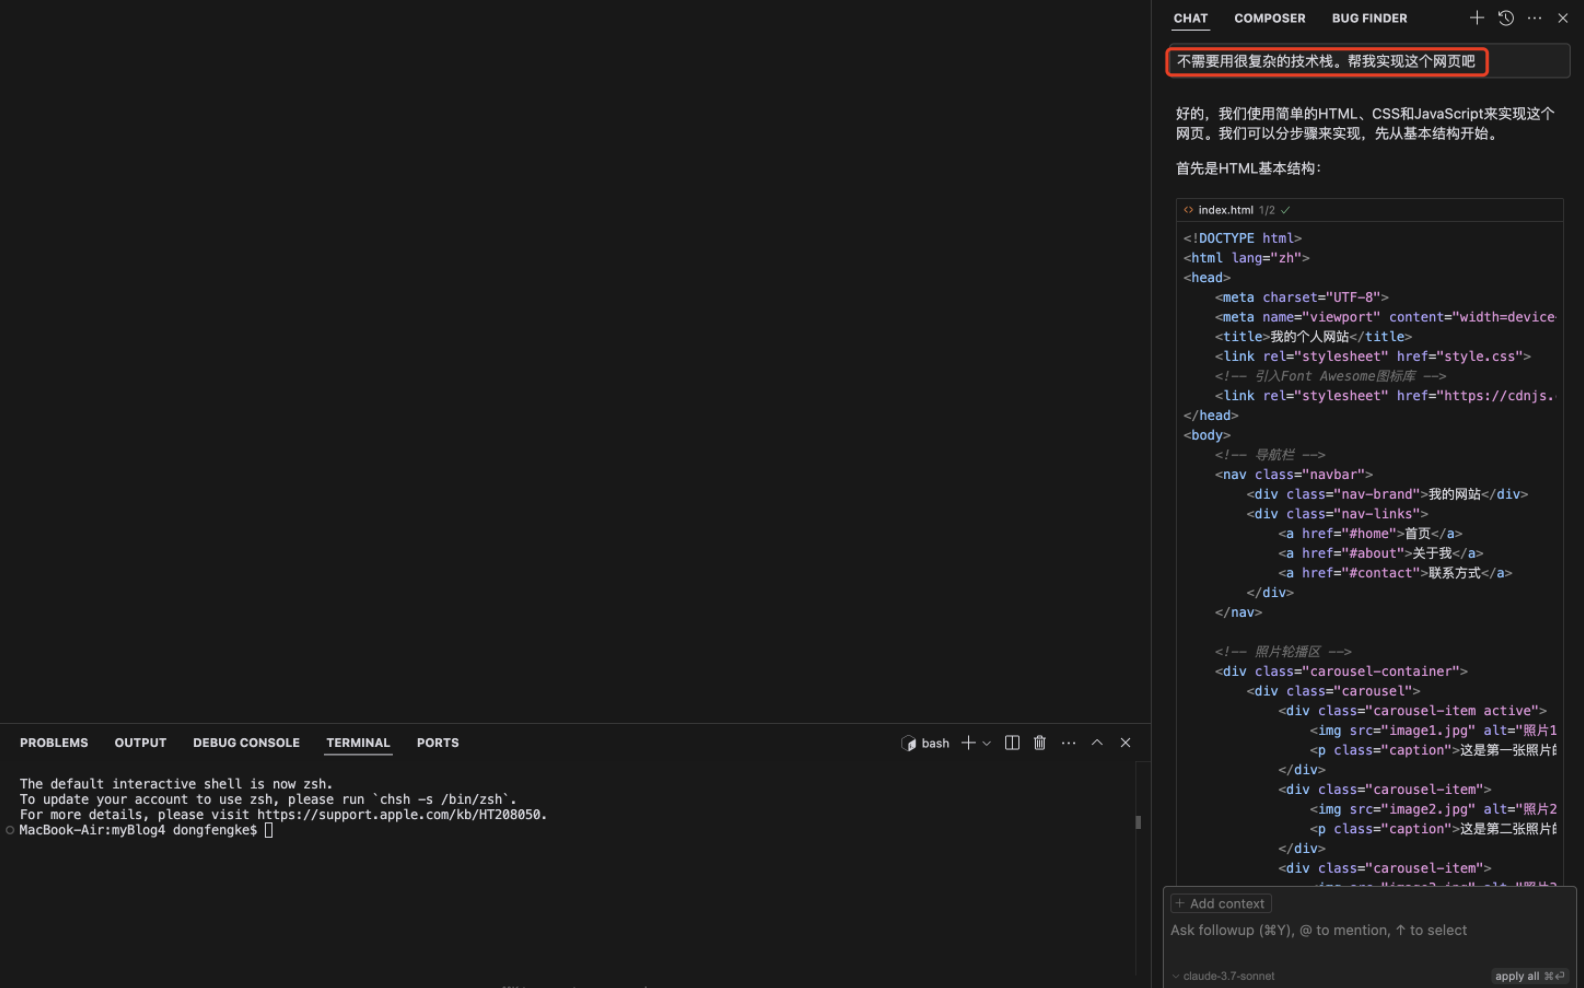 CHAT COMPOSER BUG FINDER
不需要用很复杂的技术栈。帮我实现这个网页吧
好的，我们使用简单的HTML、CSS和JavaScript来实现这个
网页。我们可以分步骤来实现，先从基本结构开始。
首先是HTML基本结构：
<> index.html 1/2 ✓
<!DOCTYPE html>
<html lang="zh">
<head>
<meta charset="UTF-8">
<meta name="viewport" content="width=device-
<title>我的个人网站</title>
<link rel="stylesheet" href="style.css">
<!-- 引入Font Awesome图标库 -->
<link rel="stylesheet" href="https://cdnjs.
</head>
<body>
<!-- 导航栏 -->
<nav class="navbar">
<div class="nav-brand">我的网站</div>
<div class="nav-links">
<a href="#home">首页</a>
<a href="#about">关于我</a>
<a href="#contact">联系方式</a>
</div>
</nav>
<!-- 照片轮播区 -->
<div class="carousel-container">
<div class="carousel">
<div class="carousel-item active">
<img src="image1.jpg" alt="照片1
<p class="caption">这是第一张照片的
</div>
<div class="carousel-item">
<img src="image2.jpg" alt="照片2
<p class="caption">这是第二张照片的
</div>
<div class="carousel-item">
+ Add context
Ask followup (⌘Y), @ to mention, ↑ to select
claude-3.7-sonnet
apply all ⌘⏎
PROBLEMS OUTPUT DEBUG CONSOLE TERMINAL PORTS
bash
The default interactive shell is now zsh.
To update your account to use zsh, please run `chsh -s /bin/zsh`.
For more details, please visit https://support.apple.com/kb/HT208050.
MacBook-Air:myBlog4 dongfengke$